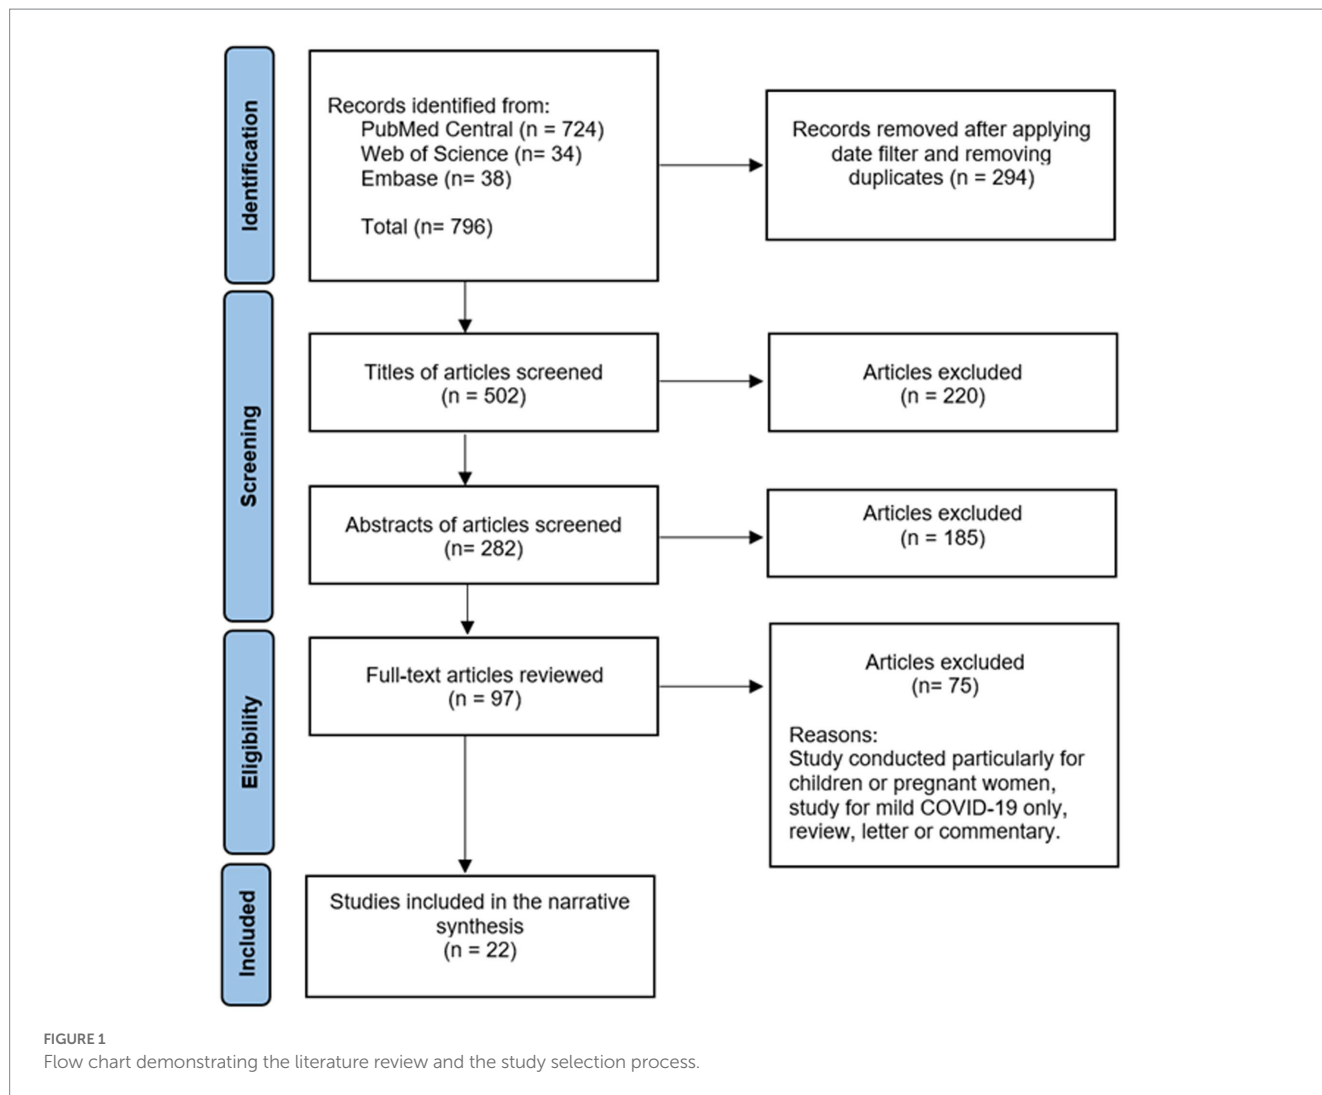 Identification
Records identified from:
PubMed Central (n = 724)
Web of Science (n= 34)
Embase (n= 38)
Total (n= 796)
Records removed after applying
date filter and removing
duplicates (n = 294)
Screening
Titles of articles screened
(n = 502)
Articles excluded
(n = 220)
Abstracts of articles screened
(n= 282)
Articles excluded
(n = 185)
Eligibility
Full-text articles reviewed
(n = 97)
Articles excluded
(n= 75)
Reasons:
Study conducted particularly for
children or pregnant women,
study for mild COVID-19 only,
review, letter or commentary.
Included
Studies included in the narrative
synthesis
(n = 22)
FIGURE 1
Flow chart demonstrating the literature review and the study selection process.